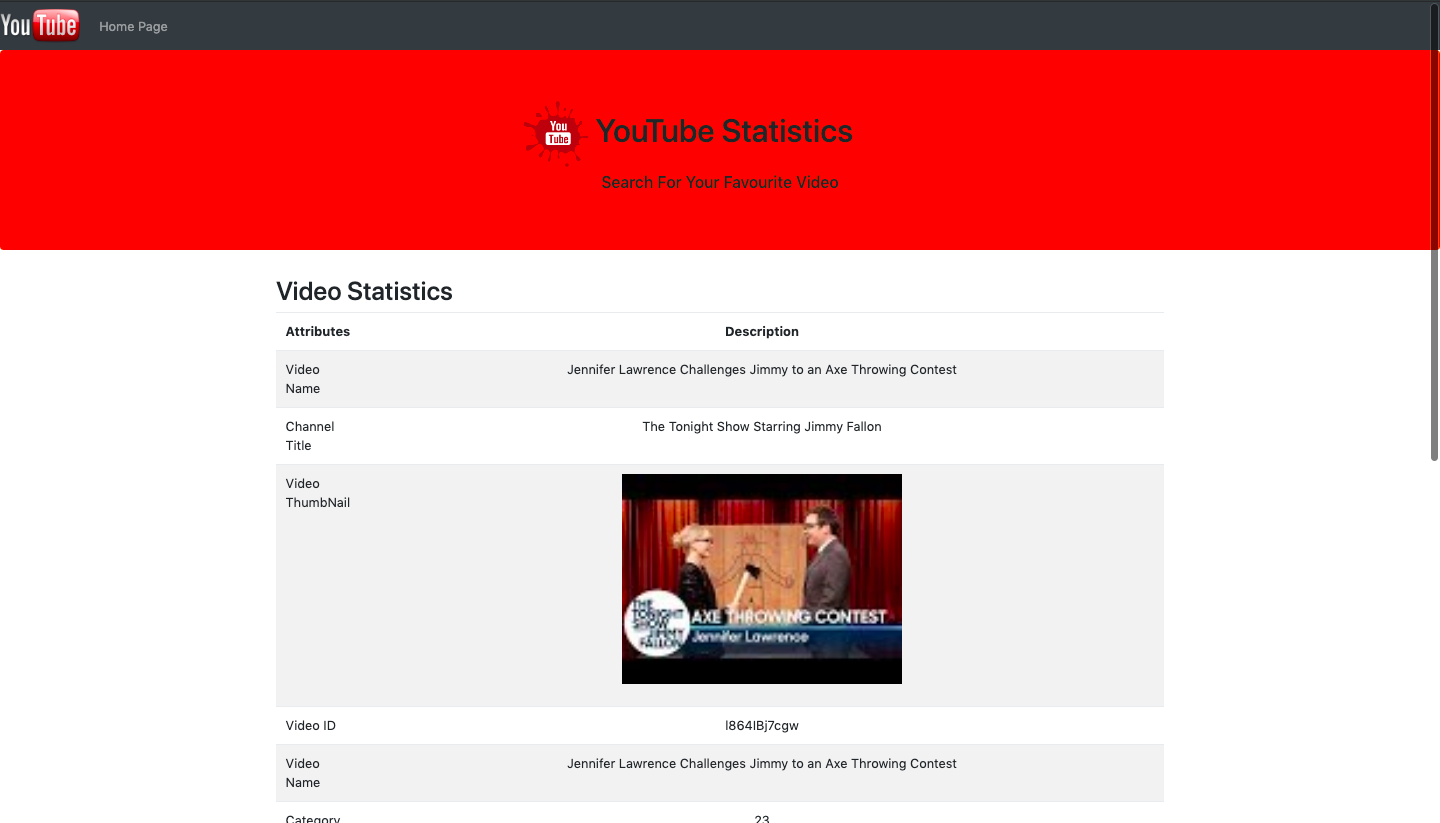 You Tube Home Page
You
Tube
YouTube Statistics
Search For Your Favourite Video
Video Statistics
Attributes Description
Video Jennifer Lawrence Challenges Jimmy to an Axe Throwing Contest
Name
Channel The Tonight Show Starring Jimmy Fallon
Title
Video
ThumbNail
THE
TONIGHT
SHOW
JIMMY
FALLON
AXE THROWING CONTEST
Jennifer Lawrence
Video ID l864lBj7cgw
Video Jennifer Lawrence Challenges Jimmy to an Axe Throwing Contest
Name
Category 23